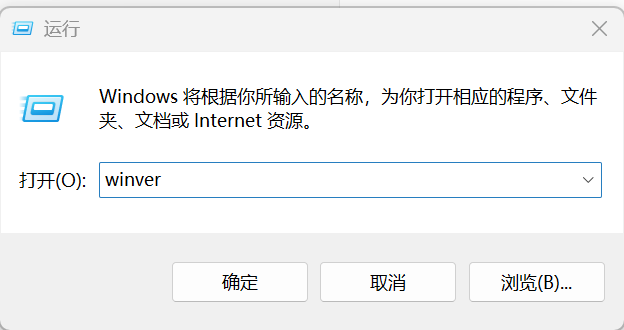 运行
Windows 将根据你所输入的名称，为你打开相应的程序、文件
夹、文档或 Internet 资源。
打开(O): winver
确定 取消 浏览(B)...